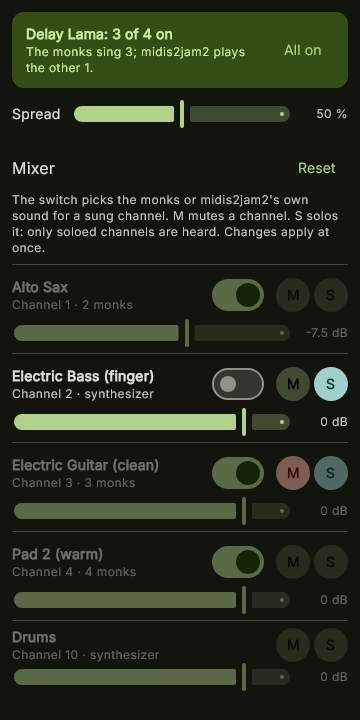 Delay Lama: 3 of 4 on
The monks sing 3; midis2jam2 plays
the other 1.
All on
Spread
50 %
Mixer
Reset
The switch picks the monks or midis2jam2's own
sound for a sung channel. M mutes a channel. S solos
it: only soloed channels are heard. Changes apply at
once.
Alto Sax
Channel 1 · 2 monks
M
S
-7.5 dB
Electric Bass (finger)
Channel 2 · synthesizer
M
S
0 dB
Electric Guitar (clean)
Channel 3 · 3 monks
M
S
0 dB
Pad 2 (warm)
Channel 4 · 4 monks
M
S
0 dB
Drums
Channel 10 · synthesizer
M
S
0 dB